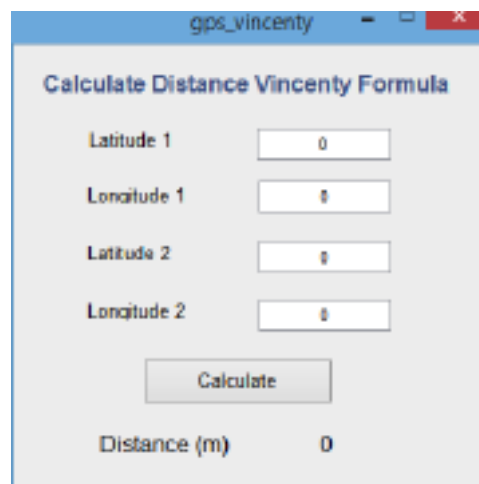 gps_vincenty
Calculate Distance Vincenty Formula
Latitude 1 0
Longitude 1 0
Latitude 2 0
Longitude 2 0
Calculate
Distance (m) 0